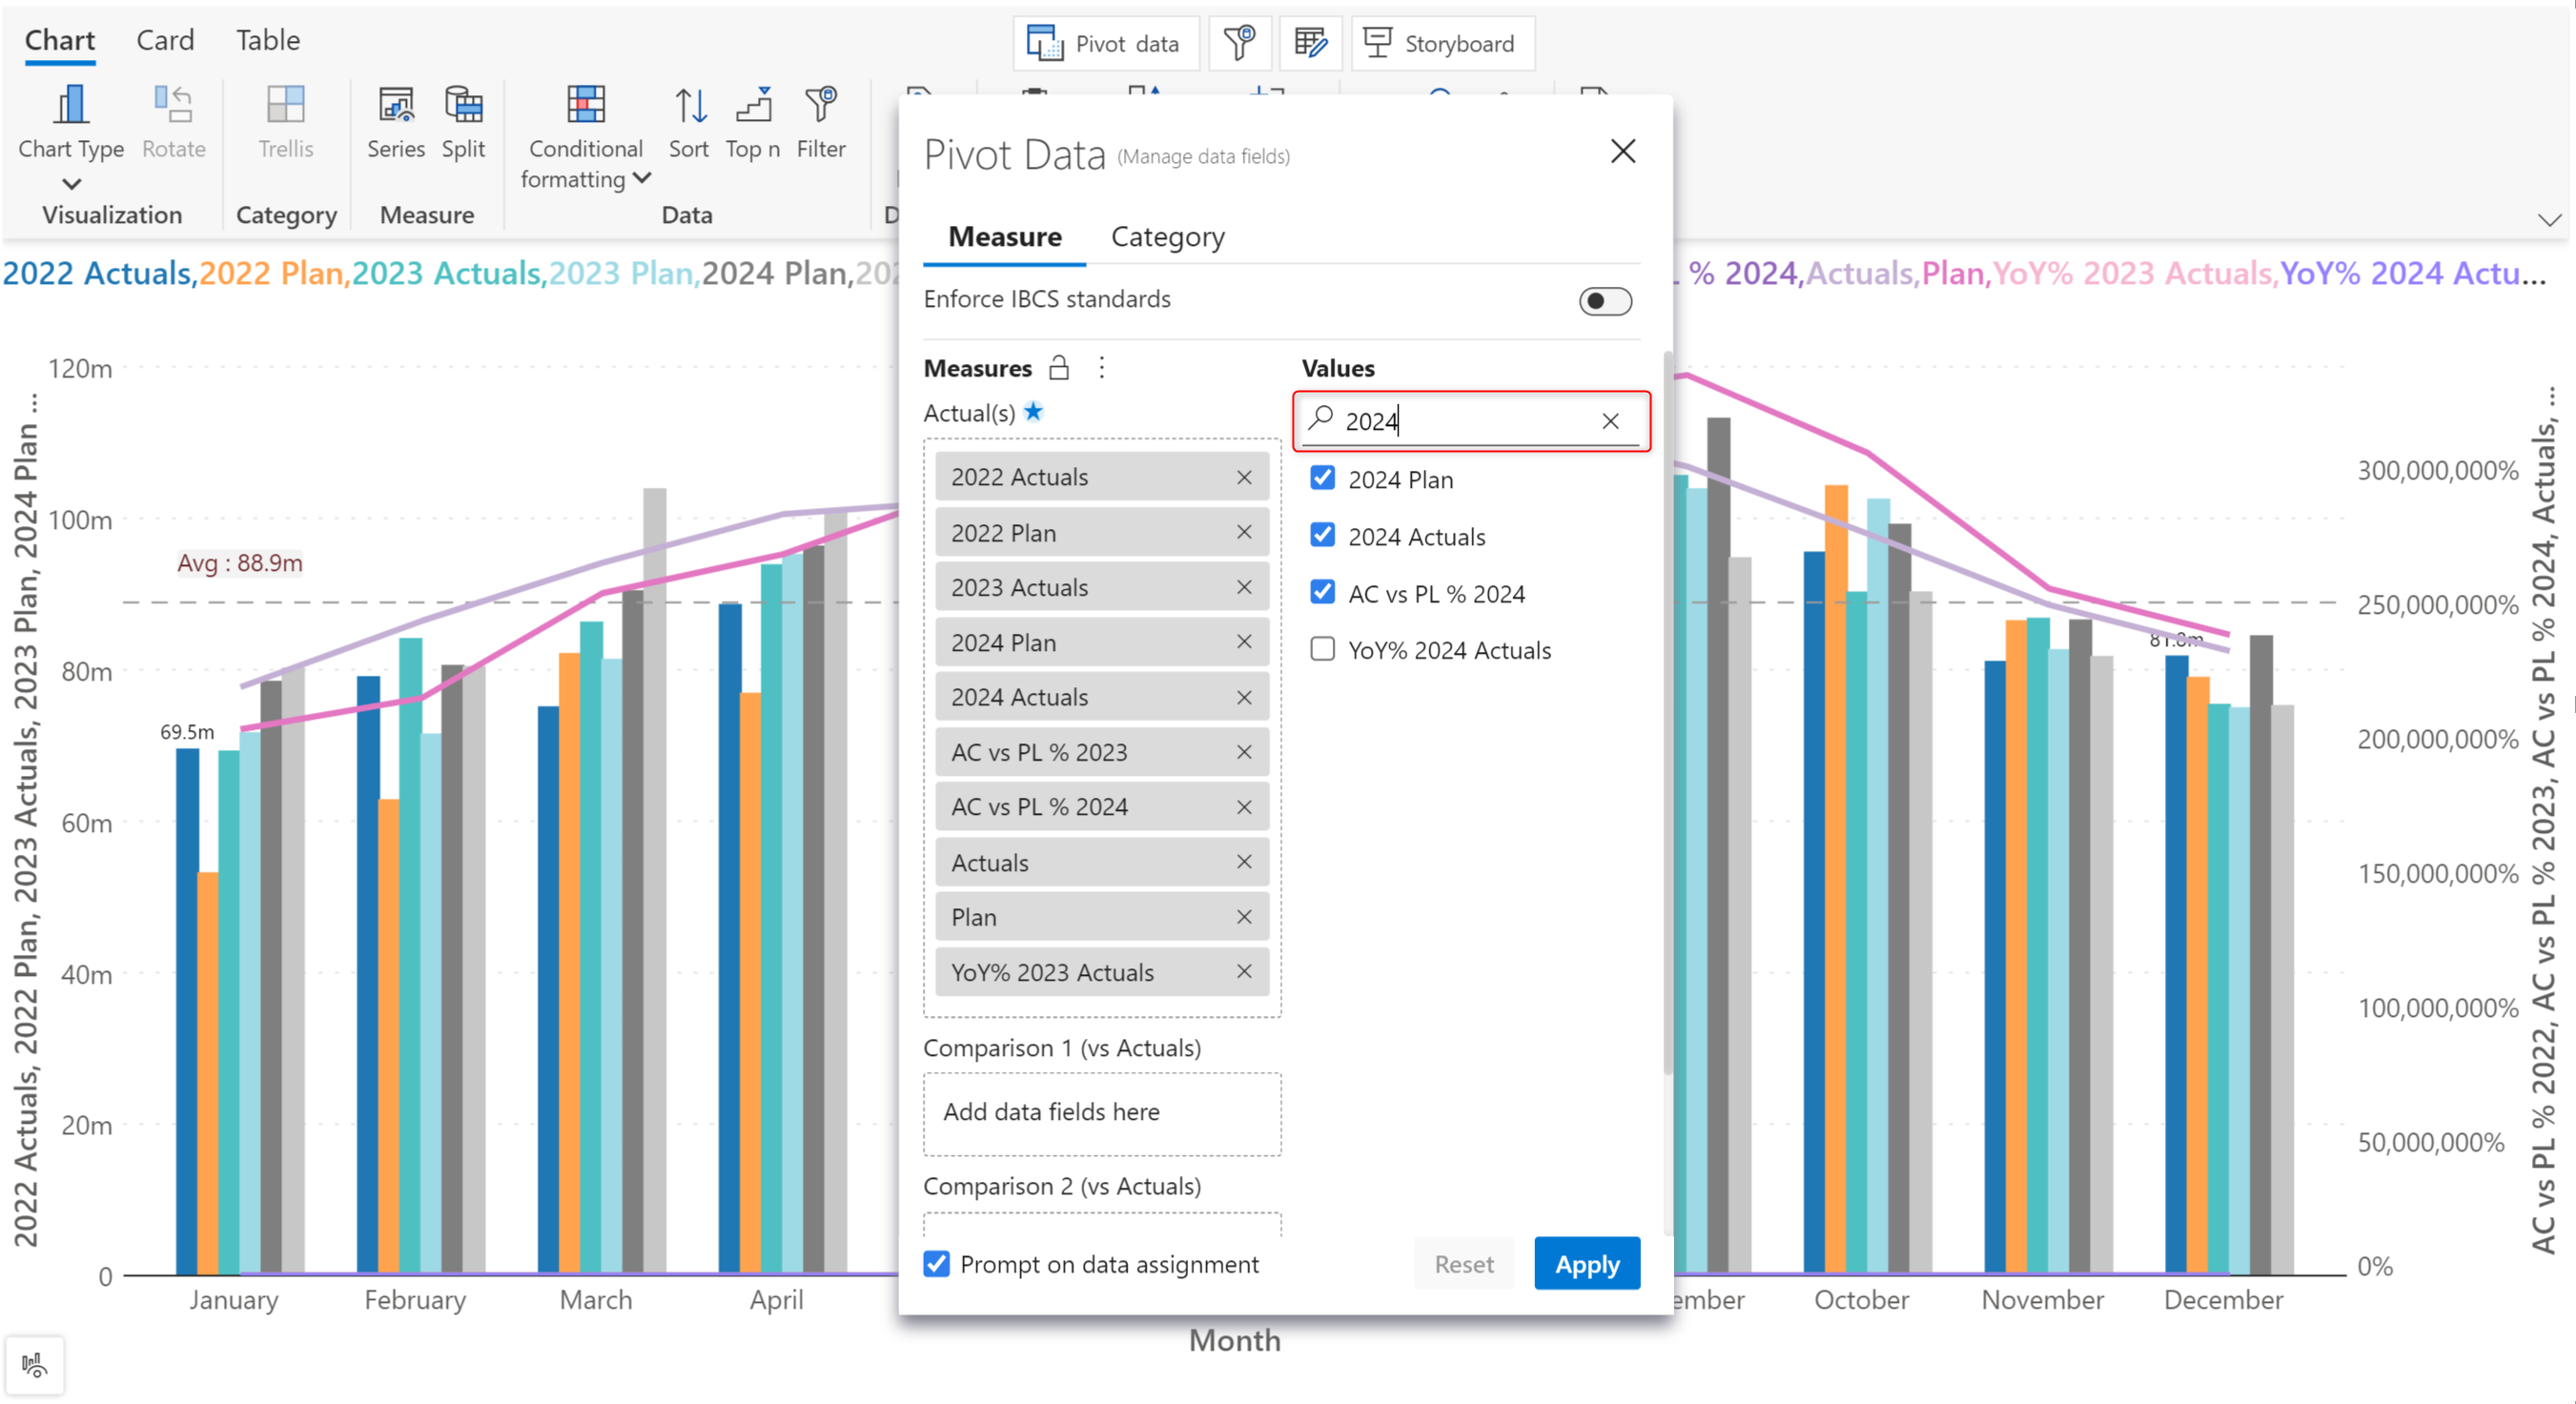 Chart Card Table
Pivot data Storyboard
Chart Type Rotate Trellis Series Split Conditional formatting Sort Top n Filter
Visualization Category Measure Data D
2022 Actuals,2022 Plan,2023 Actuals,2023 Plan,2024 Plan,202
% 2024,Actuals,Plan,YoY% 2023 Actuals,YoY% 2024 Actu...
Pivot Data (Manage data fields)
Measure Category
Enforce IBCS standards
Measures
Actual(s)
2022 Actuals
2022 Plan
2023 Actuals
2024 Plan
2024 Actuals
AC vs PL % 2023
AC vs PL % 2024
Actuals
Plan
YoY% 2023 Actuals
Comparison 1 (vs Actuals)
Add data fields here
Comparison 2 (vs Actuals)
Values
2024
2024 Plan
2024 Actuals
AC vs PL % 2024
YoY% 2024 Actuals
Prompt on data assignment
Reset
Apply
2022 Actuals, 2022 Plan, 2023 Actuals, 2023 Plan, 2024 Plan ...
120m
100m
80m
60m
40m
20m
0
Avg : 88.9m
69.5m
81.8m
300,000,000%
250,000,000%
200,000,000%
150,000,000%
100,000,000%
50,000,000%
0%
AC vs PL % 2022, AC vs PL % 2023, AC vs PL % 2024, Actuals, ...
January February March April ember October November December
Month